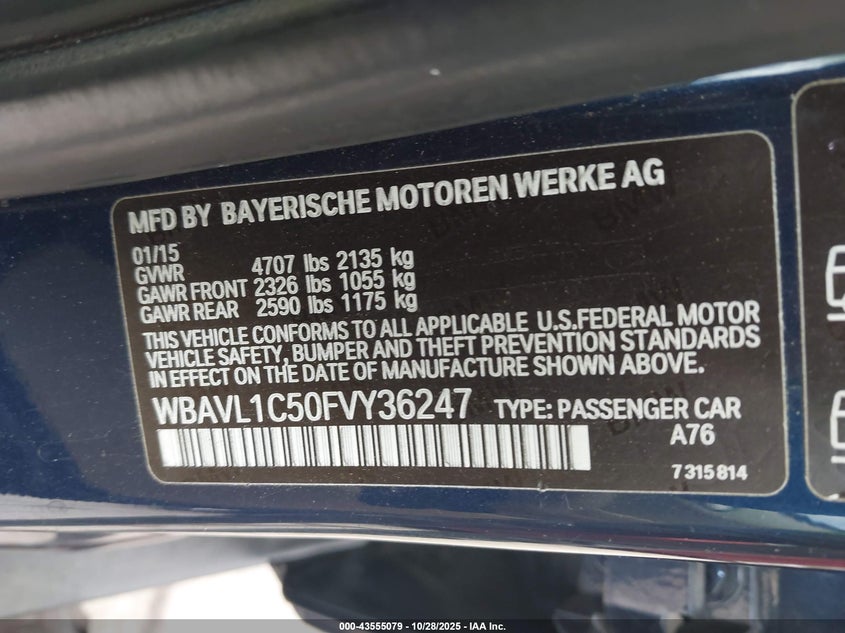 MFD BY BAYERISCHE MOTOREN WERKE AG
01/15
GVWR 4707 lbs 2135 kg
GAWR FRONT 2326 lbs 1055 kg
GAWR REAR 2590 lbs 1175 kg
THIS VEHICLE CONFORMS TO ALL APPLICABLE U.S.FEDERAL MOTOR
VEHICLE SAFETY, BUMPER AND THEFT PREVENTION STANDARDS
IN EFFECT ON THE DATE OF MANUFACTURE SHOWN ABOVE.
WBAVL1C50FVY36247 TYPE: PASSENGER CAR
A76
7315814
000-43555079 - 10/28/2025 - IAA Inc.